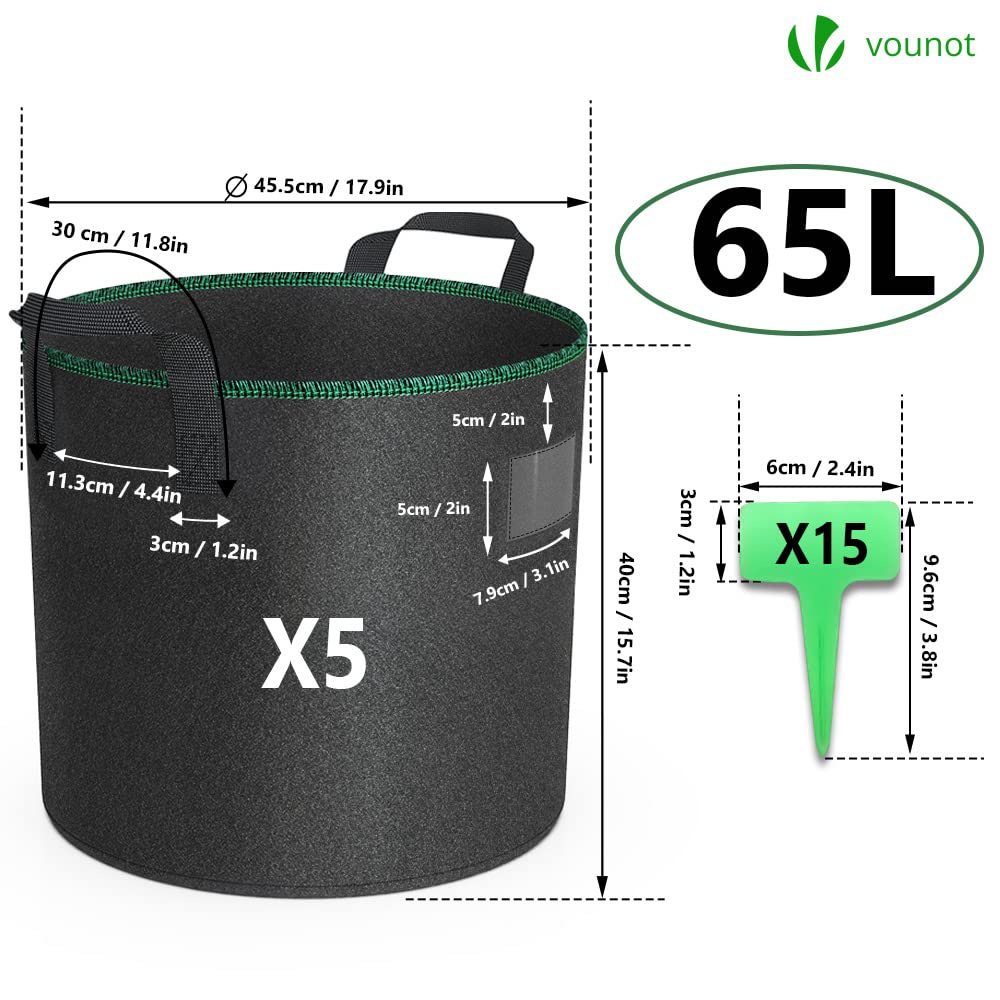 vounot
45.5cm / 17.9in
65L
30 cm / 11.8in
5cm / 2in
11.3cm / 4.4in
5cm / 2in
3cm / 1.2in
7.9cm / 3.1in
40cm / 15.7in
X5
6cm / 2.4in
3cm / 1.2in
X15
9.6cm / 3.8in